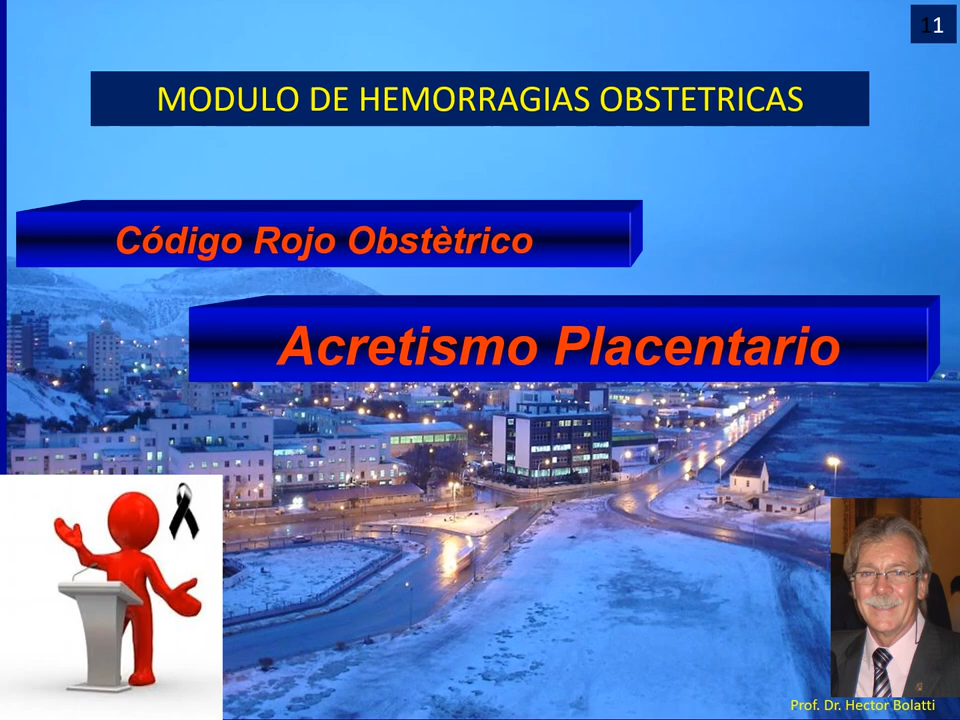 11
MODULO DE HEMORRAGIAS OBSTETRICAS
Código Rojo Obstètrico
Acretismo Placentario
Prof. Dr. Hector Bolatti